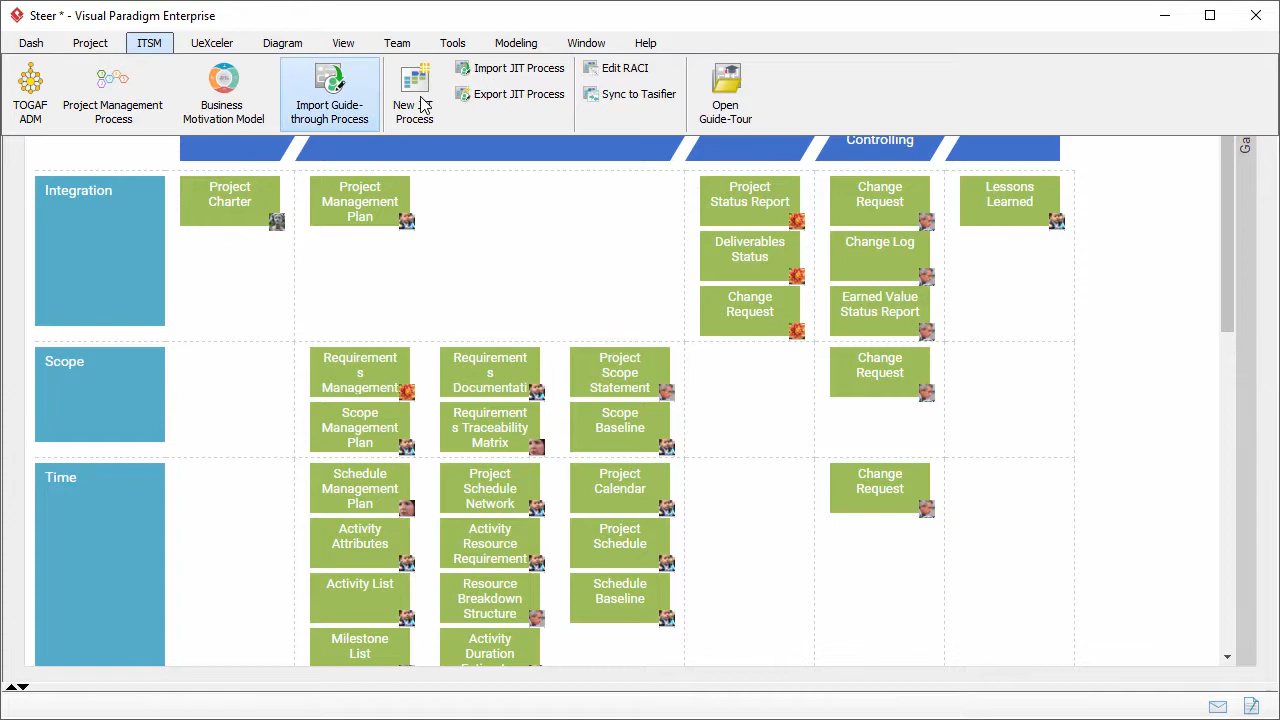 Steer * - Visual Paradigm Enterprise
Dash Project ITSM UeXceler Diagram View Team Tools Modeling Window Help
TOGAF
ADM
Project Management
Process
Business
Motivation Model
Import Guide-
through Process
Process
Import JIT Process
Export JIT Process
Edit RACI
Sync to Tasifier
Open
Guide-Tour
Controlling
Integration
Project
Charter
Project
Management
Plan
Project
Status Report
Change
Request
Lessons
Learned
Deliverables
Status
Change Log
Change
Request
Earned Value
Status Report
Scope
Requirement
s
Management
Requirement
s
Documentati
Project
Scope
Statement
Change
Request
Scope
Management
Plan
Requirement
s Traceability
Matrix
Scope
Baseline
Time
Schedule
Management
Plan
Project
Schedule
Network
Project
Calendar
Change
Request
Activity
Attributes
Activity
Resource
Requirement
Project
Schedule
Activity List
Resource
Breakdown
Structure
Schedule
Baseline
Milestone
List
Activity
Duration